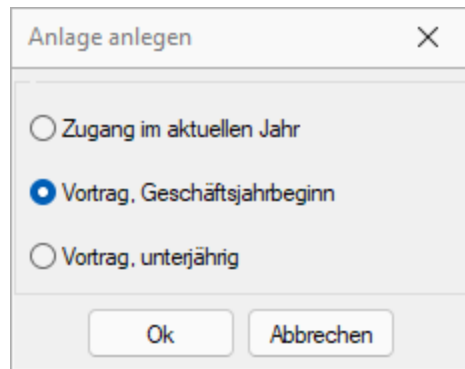 Anlage anlegen
Zugang im aktuellen Jahr
Vortrag, Geschäftsjahrbeginn
Vortrag, unterjährig
Ok Abbrechen